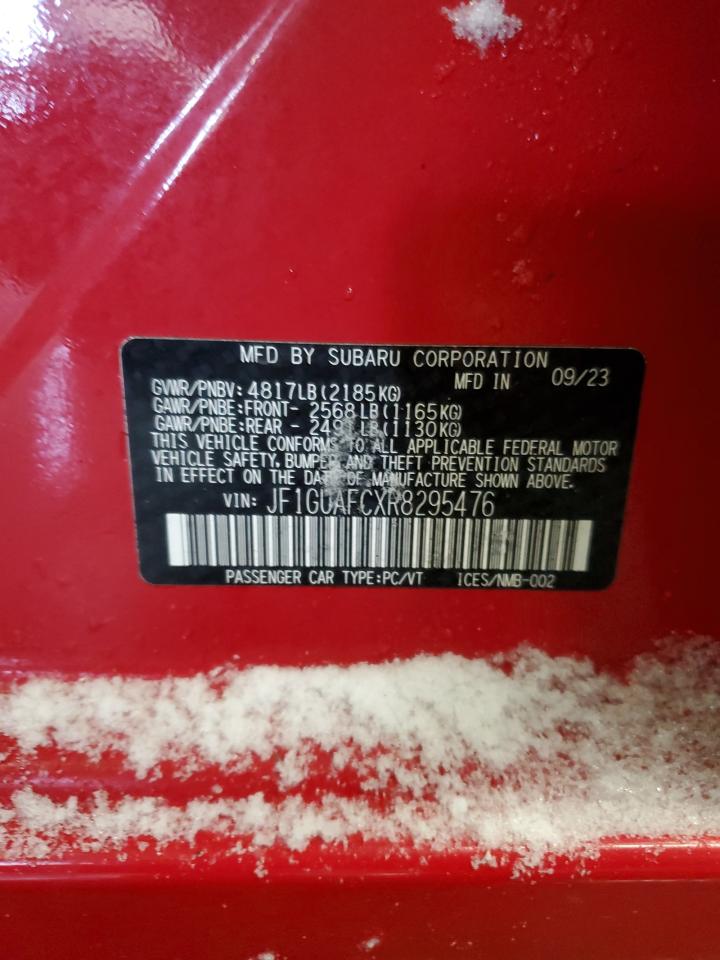 MFD BY SUBARU CORPORATION
MFD IN 09/23
GVWR/PNBV: 4817LB(2185KG)
GAWR/PNBE:FRONT- 2568LB(1165KG)
GAWR/PNBE:REAR - LB(1130KG)
THIS VEHICLE CONFORMS TO ALL APPLICABLE FEDERAL MOTOR
VEHICLE SAFETY, BUMPER AND THEFT PREVENTION STANDARDS
IN EFFECT ON THE DATE OF MANUFACTURE SHOWN ABOVE.
VIN: JF1GUAFCXR8295476
PASSENGER CAR TYPE:PC/VT ICES/NMB-002